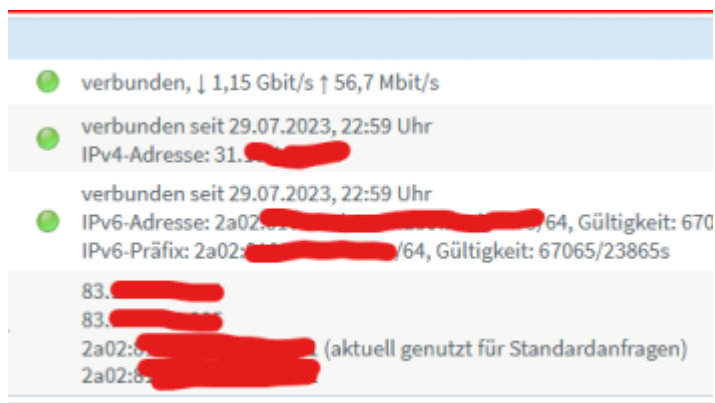 verbunden, ↓ 1,15 Gbit/s ↑ 56,7 Mbit/s
verbunden seit 29.07.2023, 22:59 Uhr
IPv4-Adresse: 31.
verbunden seit 29.07.2023, 22:59 Uhr
IPv6-Adresse: 2a02: /64, Gültigkeit: 670
IPv6-Präfix: 2a02: /64, Gültigkeit: 67065/23865s
83.
83.
2a02: (aktuell genutzt für Standardanfragen)
2a02: